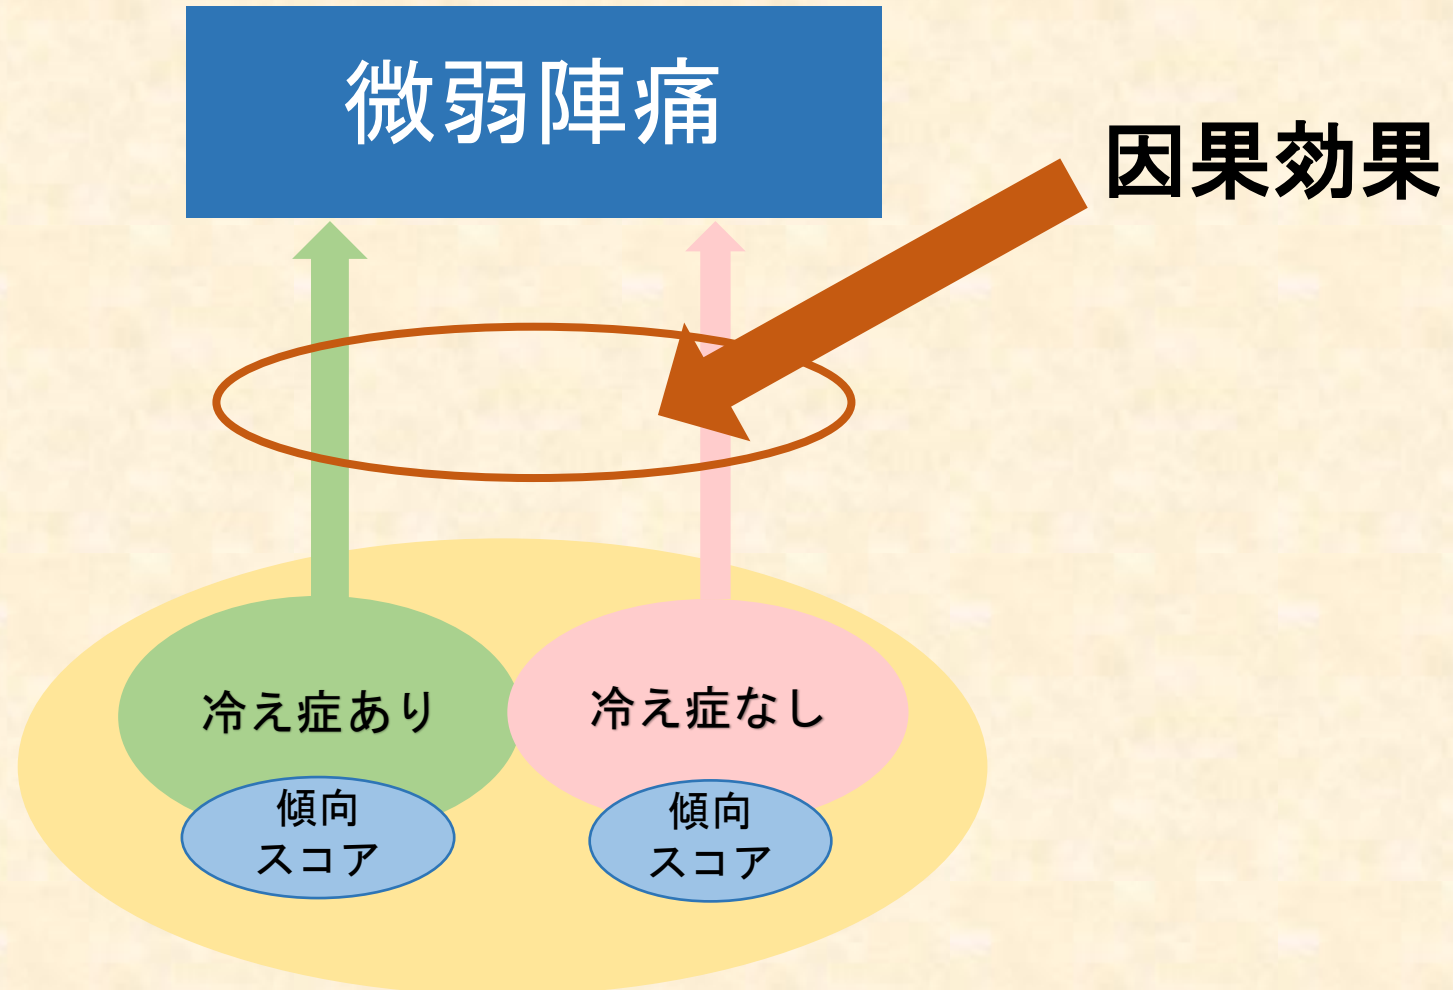 微弱陣痛
因果効果
冷え症あり
冷え症なし
傾向
スコア
傾向
スコア